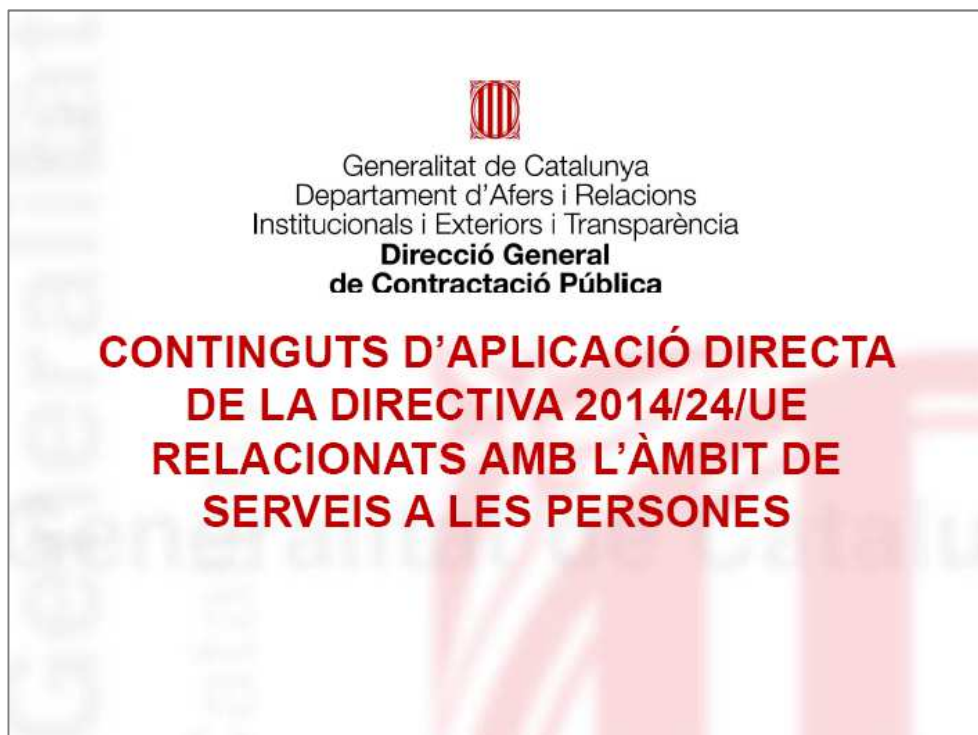 Generalitat de Catalunya
Departament d'Afers i Relacions
Institucionals i Exteriors i Transparència
Direcció General
de Contractació Pública
CONTINGUTS D'APLICACIÓ DIRECTA
DE LA DIRECTIVA 2014/24/UE
RELACIONATS AMB L'ÀMBIT DE
SERVEIS A LES PERSONES